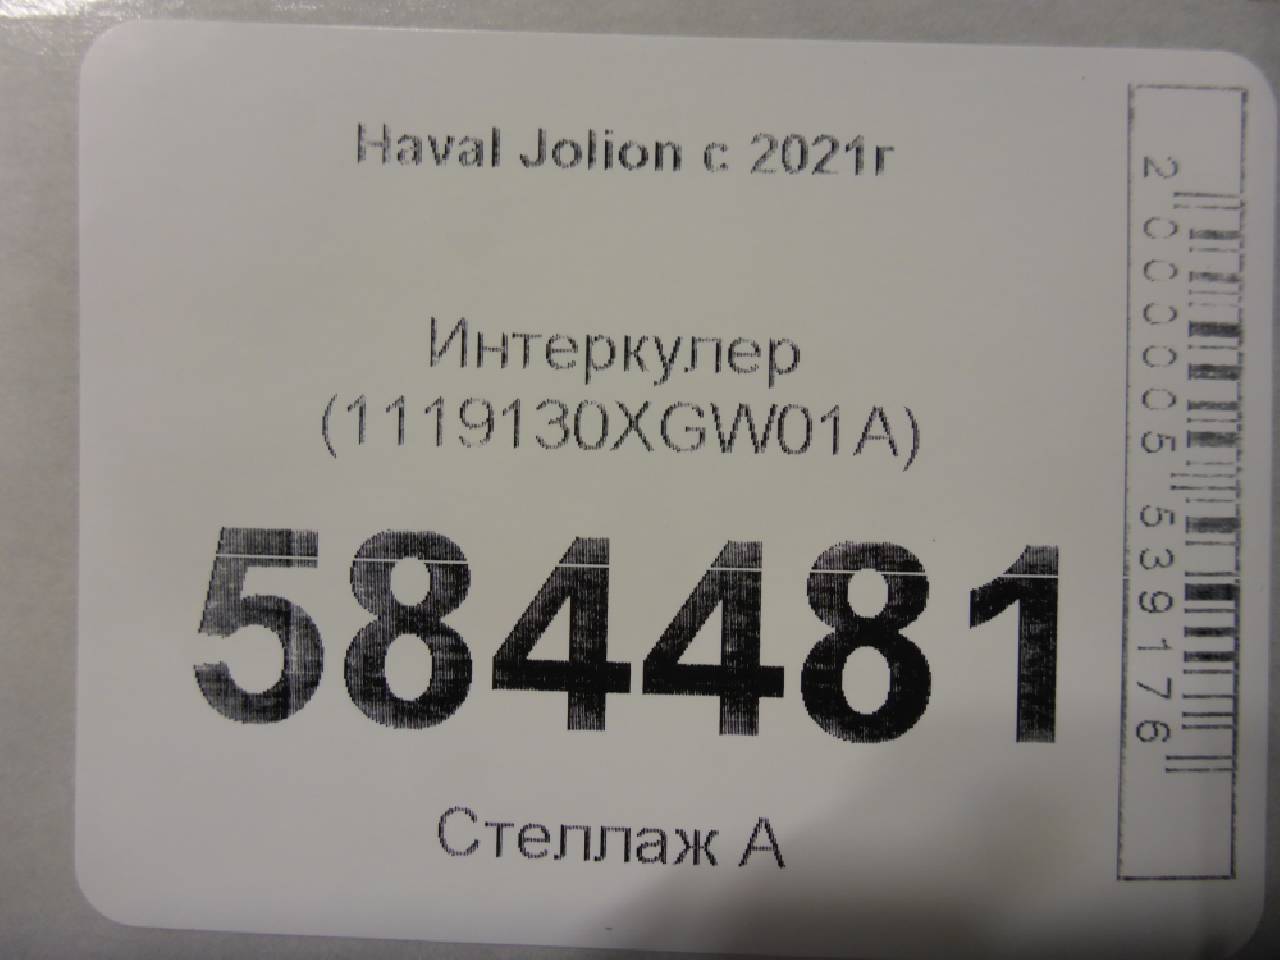 Haval Jolion с 2021г
Интеркулер
(1119130XGW01A)
584481
Стеллаж А
2000005539176